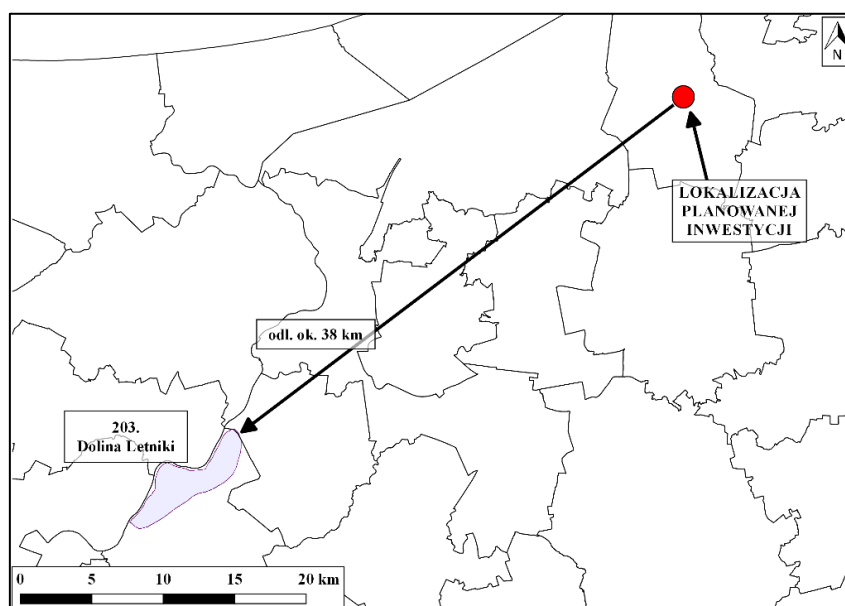 N
LOKALIZACJA
PLANOWANEJ
INWESTYCJI
odl. ok. 38 km
203.
Dolina Letniki
0 5 10 15 20 km